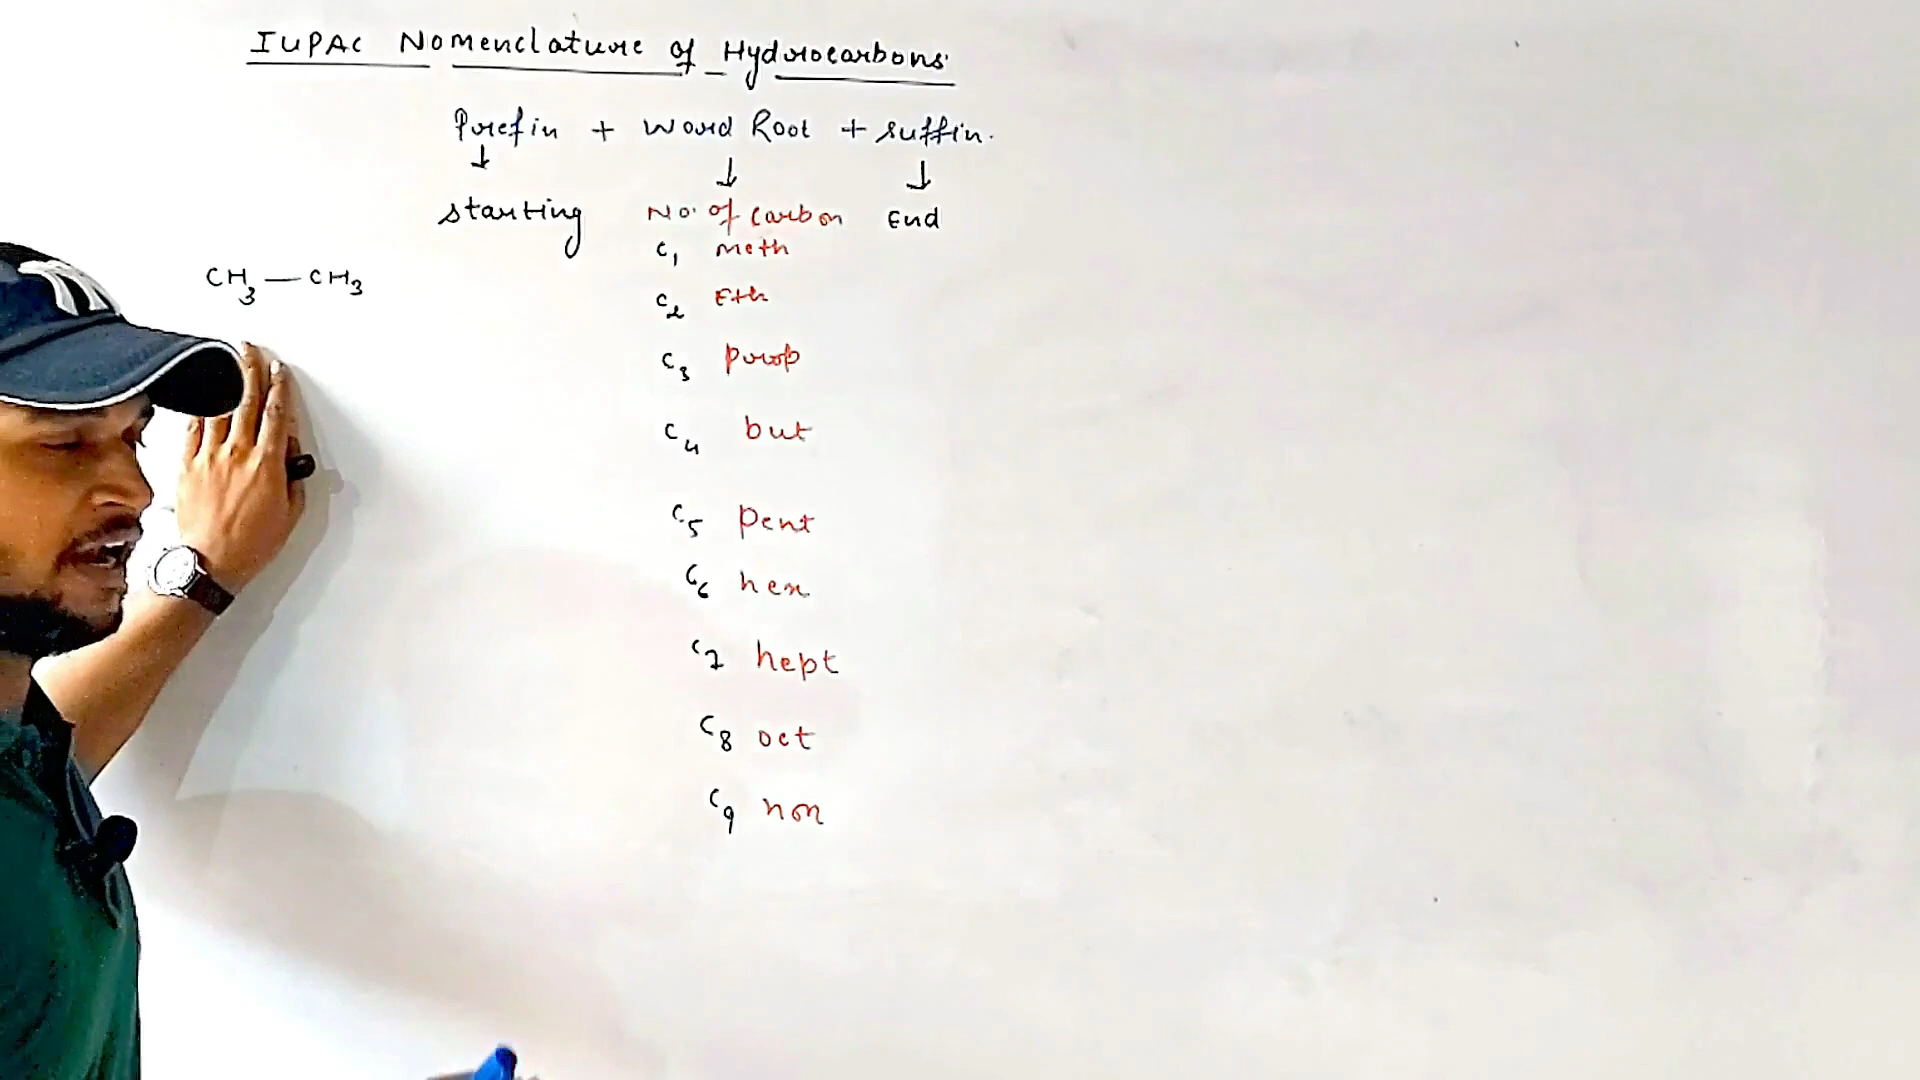 IUPAC Nomenclature of Hydrocarbons.
Prefix + Word Root + suffix.
↓ ↓ ↓
starting No. of carbon End
C1 Meth
CH3 — CH3
C2 Eth
C3 Prop
C4 but
C5 Pent
C6 hex
C7 hept
C8 oct
C9 non